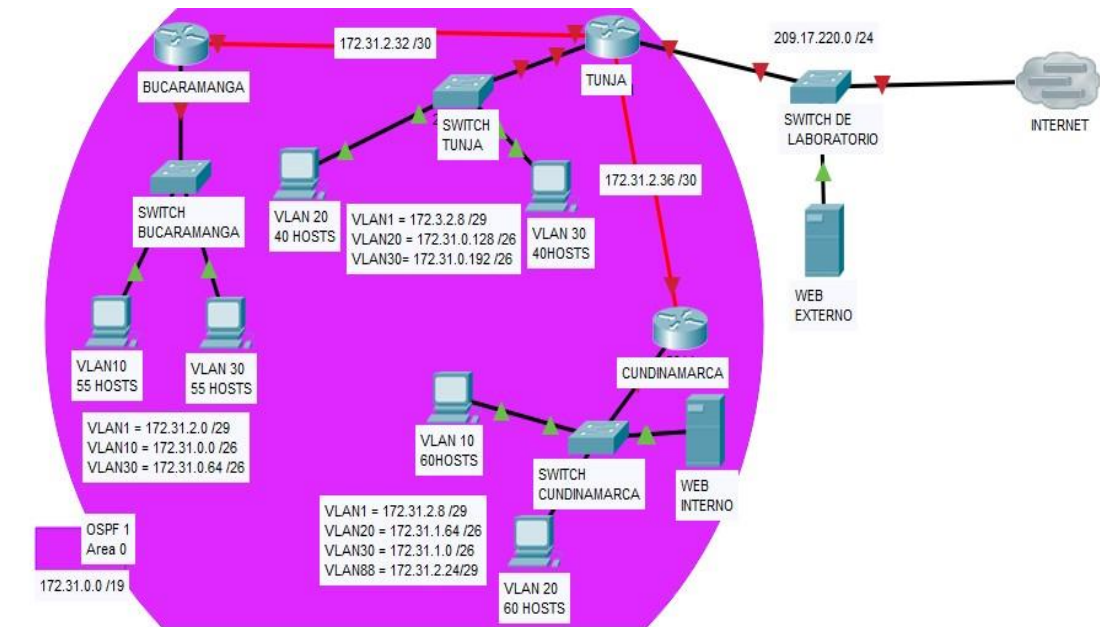 172.31.2.32 /30
209.17.220.0 /24
BUCARAMANGA
TUNJA
INTERNET
SWITCH
TUNJA
SWITCH DE
LABORATORIO
172.31.2.36 /30
SWITCH
BUCARAMANGA
VLAN 20
40 HOSTS
VLAN1 = 172.3.2.8 /29
VLAN20 = 172.31.0.128 /26
VLAN30= 172.31.0.192 /26
VLAN 30
40HOSTS
WEB
EXTERNO
VLAN10
55 HOSTS
VLAN 30
55 HOSTS
CUNDINAMARCA
VLAN1 = 172.31.2.0 /29
VLAN10 = 172.31.0.0 /26
VLAN30 = 172.31.0.64 /26
VLAN 10
60HOSTS
SWITCH
CUNDINAMARCA
WEB
INTERNO
VLAN1 = 172.31.2.8 /29
VLAN20 = 172.31.1.64 /26
VLAN30 = 172.31.1.0 /26
VLAN88 = 172.31.2.24/29
OSPF 1
Area 0
172.31.0.0 /19
VLAN 20
60 HOSTS